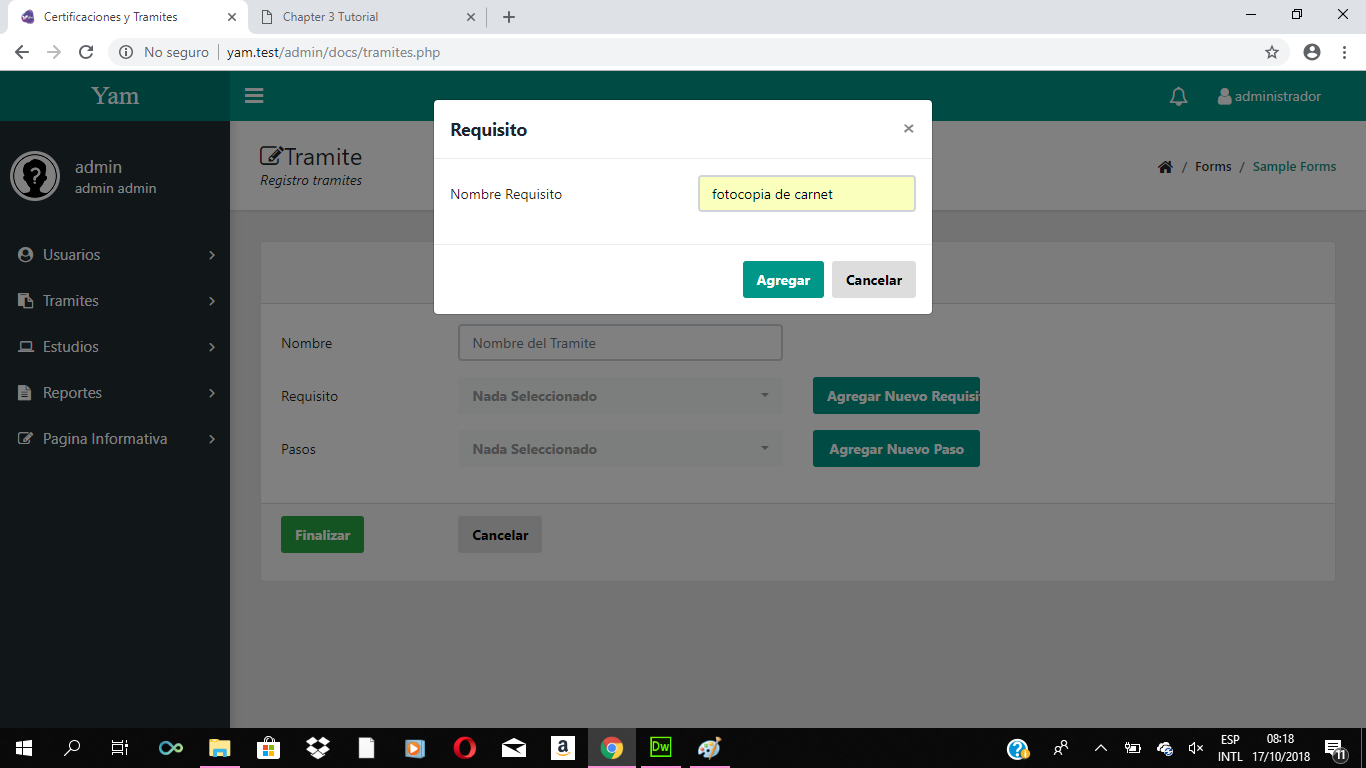 Certificaciones y Tramites
Chapter 3 Tutorial
No seguro
yam.test/admin/docs/tramites.php
Yam
administrador
admin
admin admin
Usuarios
Tramites
Estudios
Reportes
Pagina Informativa
Tramite
Registro tramites
/ Forms / Sample Forms
Requisito
×
Nombre Requisito
fotocopia de carnet
Agregar
Cancelar
Nombre
Nombre del Tramite
Requisito
Nada Seleccionado
Agregar Nuevo Requisi
Pasos
Nada Seleccionado
Agregar Nuevo Paso
Finalizar
Cancelar
a
Dw
ESP
INTL
08:18
17/10/2018
11